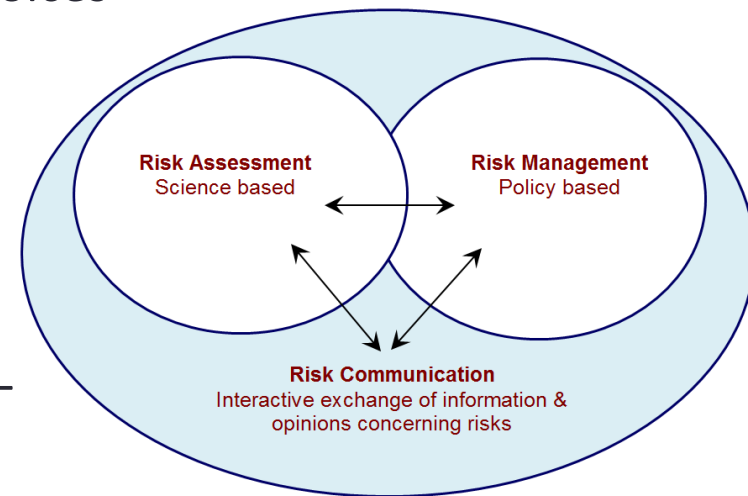 Risk Assessment
Science based
Risk Management
Policy based
Risk Communication
Interactive exchange of information &
opinions concerning risks